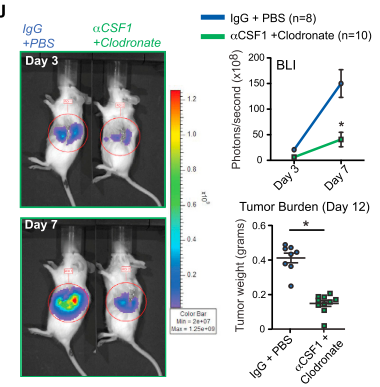 J
IgG
+PBS
αCSF1
+Clodronate
Day 3
Day 7
1.2
1.0
0.8
0.6
0.4
0.2
x10⁹
Color Bar
Min = 2e+07
Max = 1.25e+09
IgG + PBS (n=8)
αCSF1 +Clodronate (n=10)
BLI
Photons/second (x10⁸)
200
150
100
50
0
*
Day 3
Day 7
Tumor Burden (Day 12)
Tumor weight (grams)
0.6
0.4
0.2
0
*
IgG + PBS
αCSF1 +
Clodronate